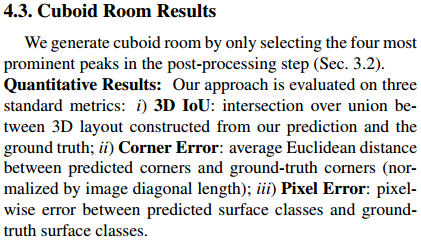 4.3. Cuboid Room Results
We generate cuboid room by only selecting the four most
prominent peaks in the post-processing step (Sec. 3.2).
Quantitative Results: Our approach is evaluated on three
standard metrics: i) 3D IoU: intersection over union be-
tween 3D layout constructed from our prediction and the
ground truth; ii) Corner Error: average Euclidean distance
between predicted corners and ground-truth corners (nor-
malized by image diagonal length); iii) Pixel Error: pixel-
wise error between predicted surface classes and ground-
truth surface classes.